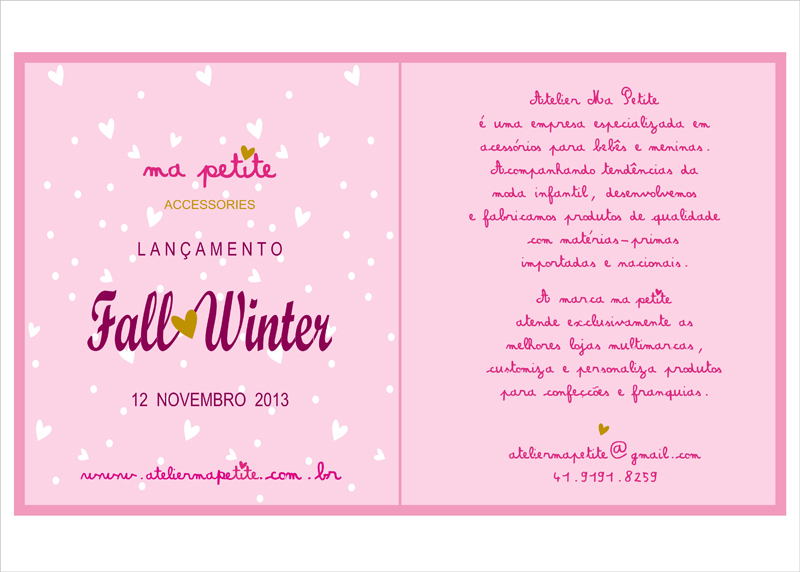 ma petite
ACCESSORIES
LANÇAMENTO
Fall Winter
12 NOVEMBRO 2013
www.ateliermapetite.com.br
Atelier Ma Petite
é uma empresa especializada em
acessórios para bebês e meninas.
Acompanhando tendências da
moda infantil, desenvolvemos
e fabricamos produtos de qualidade
com matérias-primas
importadas e nacionais.
A marca ma petite
atende exclusivamente as
melhores lojas multimarcas,
customiza e personaliza produtos
para confecções e franquias.
ateliermapetite@gmail.com
41.9191.8259